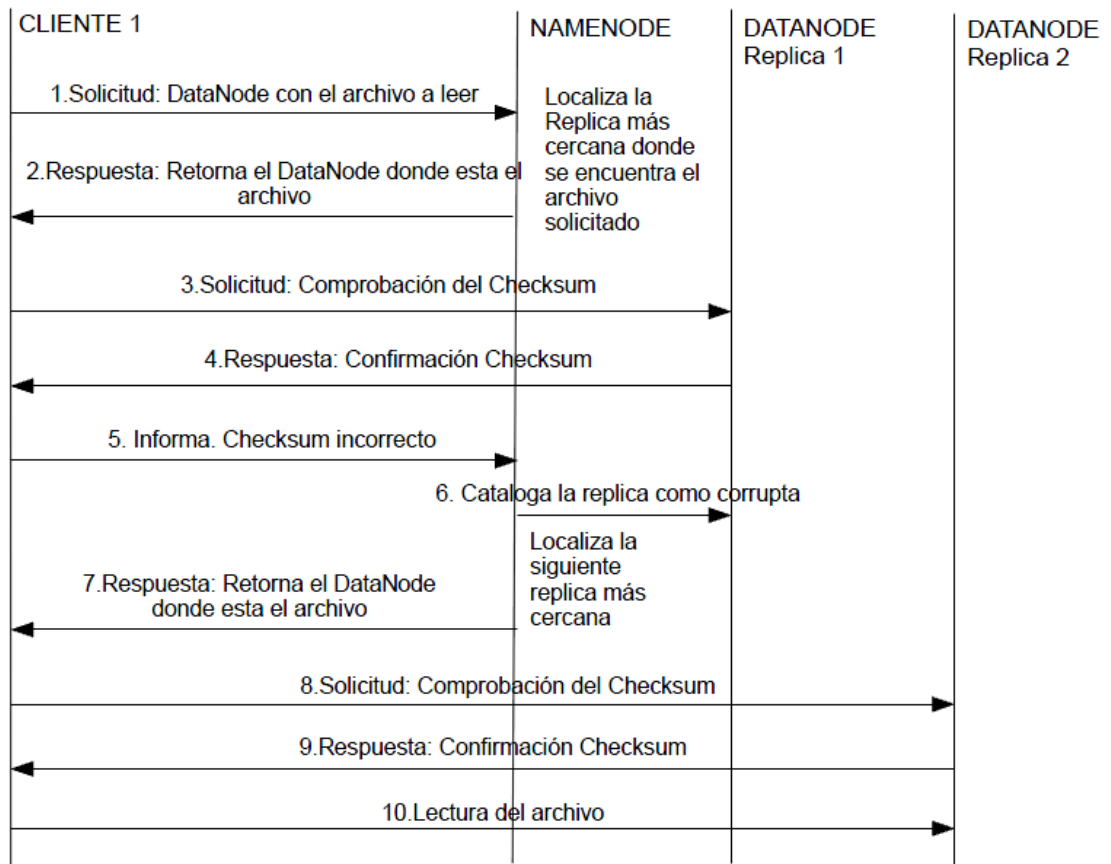 CLIENTE 1
NAMENODE
DATANODE
Replica 1
DATANODE
Replica 2
1.Solicitud: DataNode con el archivo a leer
Localiza la
Replica más
cercana donde
se encuentra el
archivo
solicitado
2.Respuesta: Retorna el DataNode donde esta el
archivo
3.Solicitud: Comprobación del Checksum
4.Respuesta: Confirmación Checksum
5. Informa. Checksum incorrecto
6. Cataloga la replica como corrupta
Localiza la
siguiente
replica más
cercana
7.Respuesta: Retorna el DataNode
donde esta el archivo
8.Solicitud: Comprobación del Checksum
9.Respuesta: Confirmación Checksum
10.Lectura del archivo